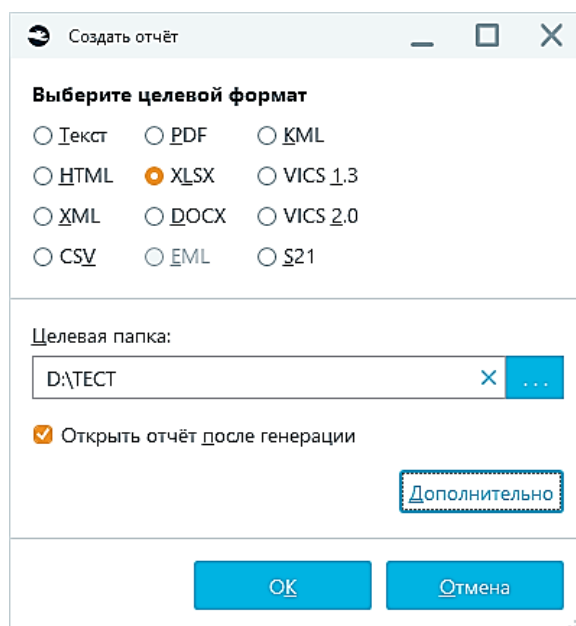 Создать отчёт
Выберите целевой формат
Текст PDF KML
HTML XLSX VICS 1.3
XML DOCX VICS 2.0
CSV EML S21
Целевая папка:
D:\ТЕСТ ...
Открыть отчёт после генерации
Дополнительно
OK Отмена